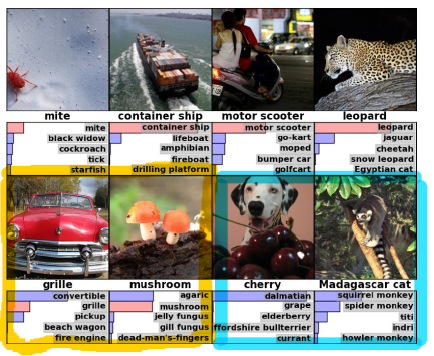 mite
container ship
motor scooter
leopard
mite
black widow
cockroach
tick
starfish
container ship
lifeboat
amphibian
fireboat
drilling platform
motor scooter
go-kart
moped
bumper car
golfcart
leopard
jaguar
cheetah
snow leopard
Egyptian cat
grille
mushroom
cherry
Madagascar cat
convertible
grille
pickup
beach wagon
fire engine
agaric
mushroom
jelly fungus
gill fungus
dead-man's-fingers
dalmatian
grape
elderberry
ffordshire bullterrier
currant
squirrel monkey
spider monkey
titi
indri
howler monkey